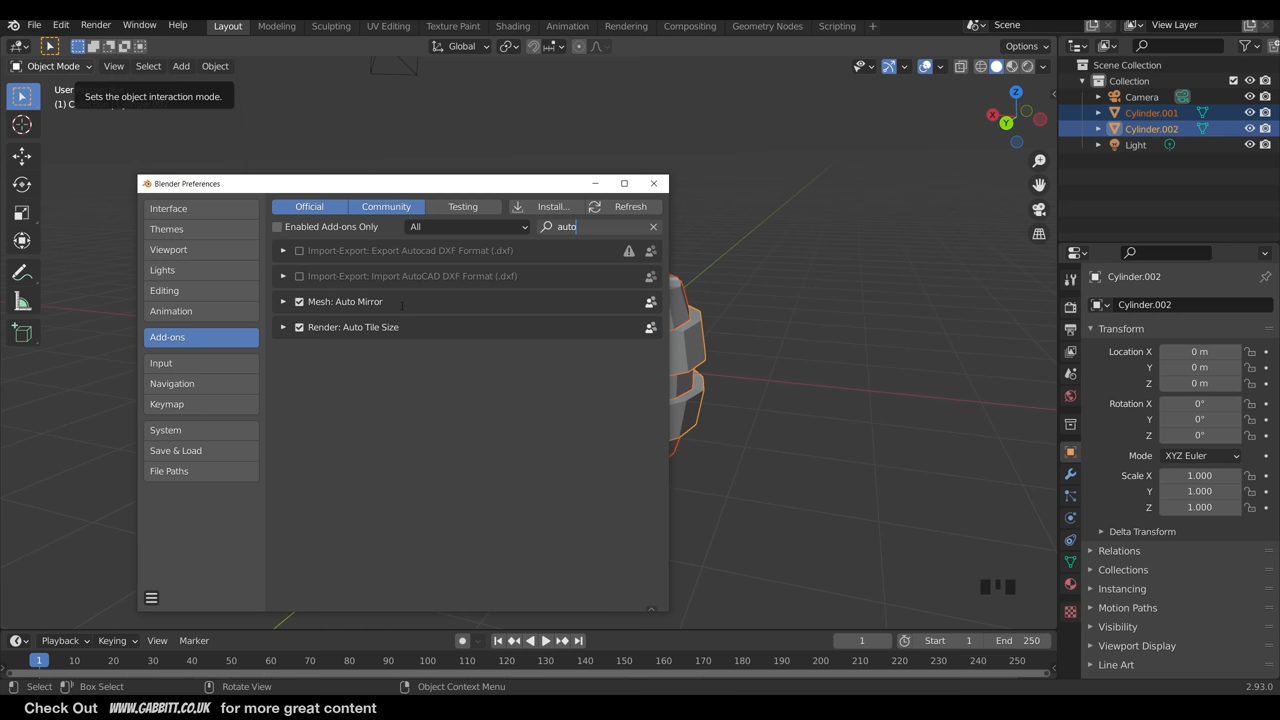 File Edit Render Window Help Layout Modeling Sculpting UV Editing Texture Paint Shading Animation Rendering Compositing Geometry Nodes Scripting + Scene View Layer
Global Options
Object Mode View Select Add Object
Sets the object interaction mode.
User
(1) C
Z
X
Y
Scene Collection
Collection
Camera
Cylinder.001
Cylinder.002
Light
Blender Preferences
Interface
Themes
Viewport
Lights
Editing
Animation
Add-ons
Input
Navigation
Keymap
System
Save & Load
File Paths
Official Community Testing Install... Refresh
Enabled Add-ons Only All auto
Import-Export: Export Autocad DXF Format (.dxf)
Import-Export: Import AutoCAD DXF Format (.dxf)
Mesh: Auto Mirror
Render: Auto Tile Size
Cylinder.002
Cylinder.002
Transform
Location X 0 m
Y 0 m
Z 0 m
Rotation X 0°
Y 0°
Z 0°
Mode XYZ Euler
Scale X 1.000
Y 1.000
Z 1.000
Delta Transform
Relations
Collections
Instancing
Motion Paths
Visibility
Viewport Display
Line Art
Playback Keying View Marker 1 Start 1 End 250
1 10 20 30 40 50 60 70 80 90 100 110 120 130 140 150 160 170 180 190 200 210 220 230 240 250
Select Box Select Rotate View Object Context Menu 2.93.0
Check Out WWW.GABBITT.CO.UK for more great content